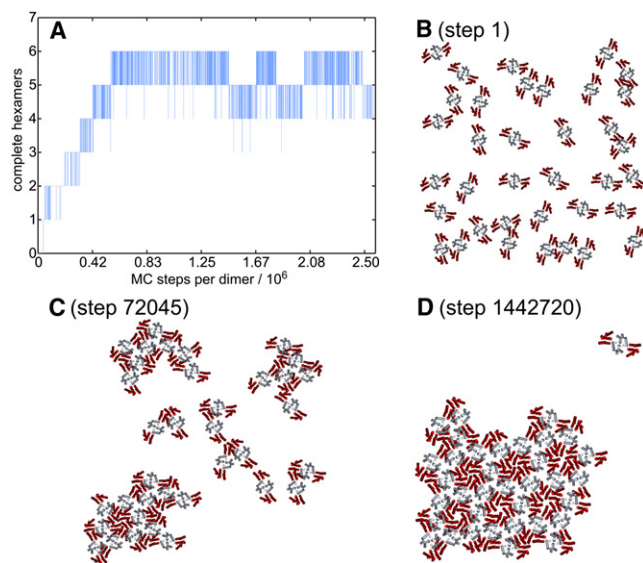 A
7
6
5
4
3
2
1
0
complete hexamers
0 0.42 0.83 1.25 1.67 2.08 2.50
MC steps per dimer / 10⁶
B (step 1)
C (step 72045)
D (step 1442720)